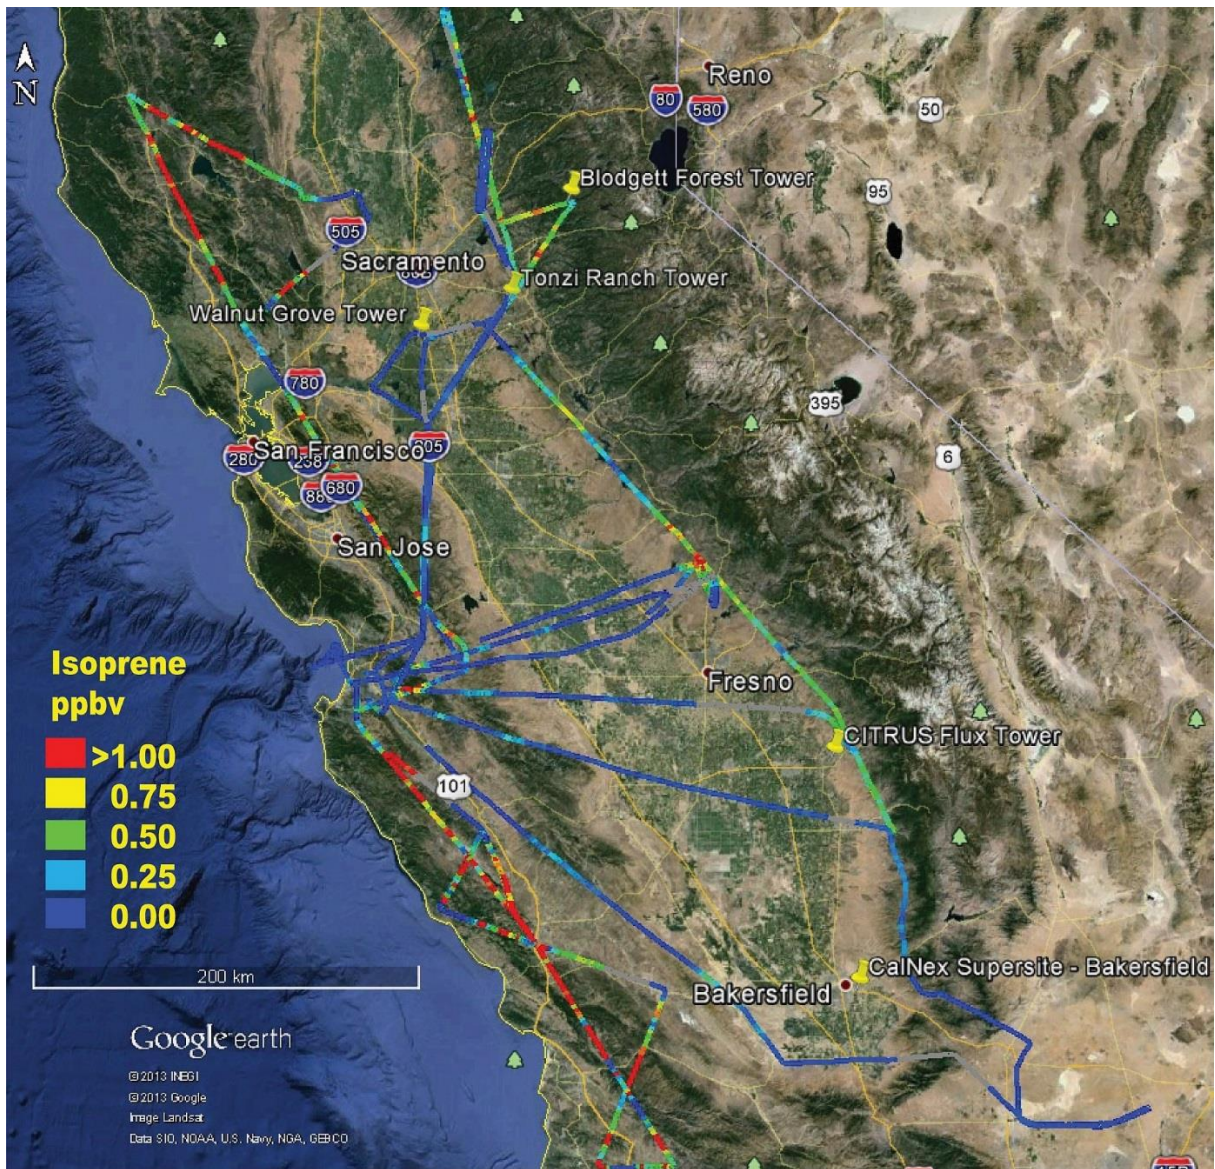 N
Reno
80
580
50
95
Blodgett Forest Tower
505
Sacramento
Tonzi Ranch Tower
Walnut Grove Tower
780
395
6
280
San Francisco
238
680
San Jose
Isoprene
ppbv
>1.00
0.75
0.50
0.25
0.00
Fresno
CITRUS Flux Tower
101
200 km
CalNex Supersite - Bakersfield
Bakersfield
Google earth
©2013 INEGI
©2013 Google
Image Landsat
Data SIO, NOAA, U.S. Navy, NGA, GEBCO